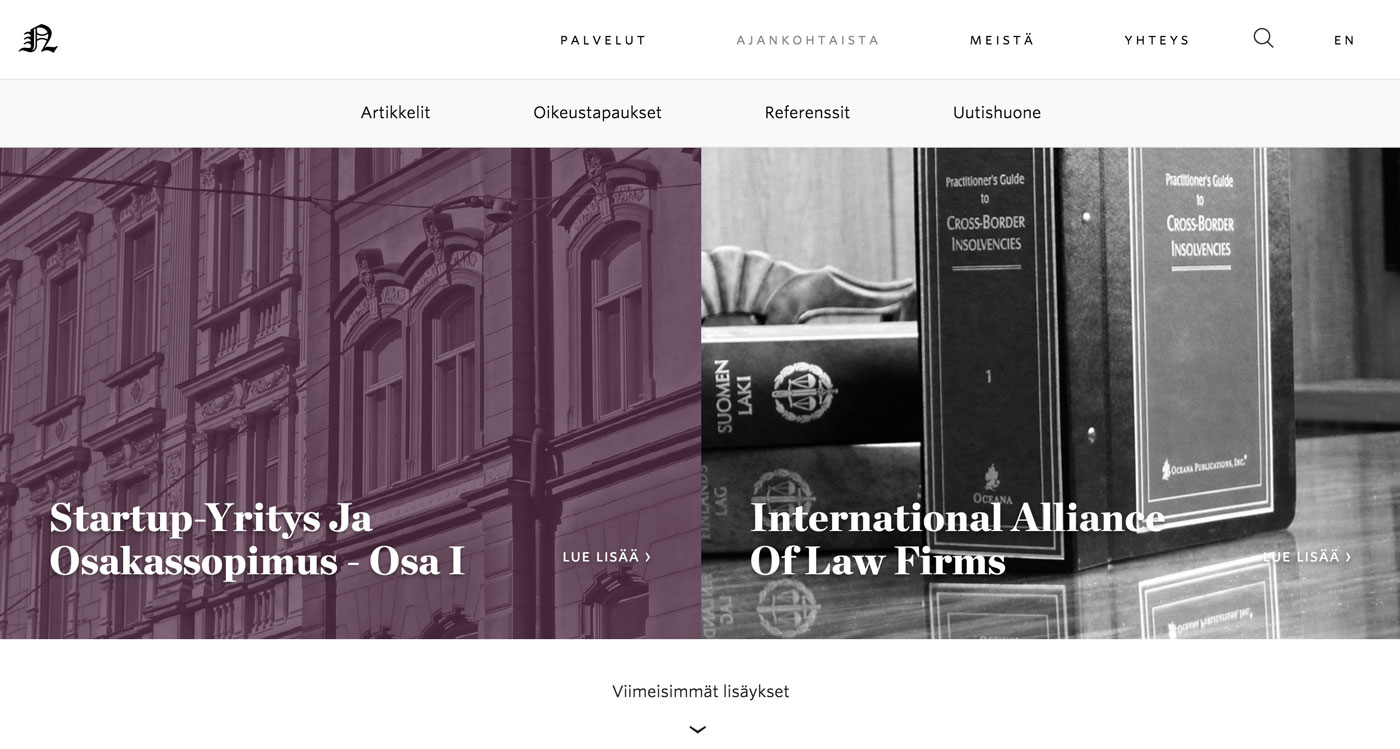 N
PALVELUT AJANKOHTAISTA MEISTÄ YHTEYS EN
Artikkelit Oikeustapaukset Referenssit Uutishuone
Startup-Yritys Ja
Osakassopimus - Osa I
LUE LISÄÄ ›
Practitioner's Guide
to
CROSS-BORDER
INSOLVENCIES
1
OCEANA
Practitioner's Guide
to
CROSS-BORDER
INSOLVENCIES
OCEANA PUBLICATIONS, INC.
SUOMEN
LAKI
FINLANDS
LAG
International Alliance
Of Law Firms
LUE LISÄÄ ›
Viimeisimmät lisäykset